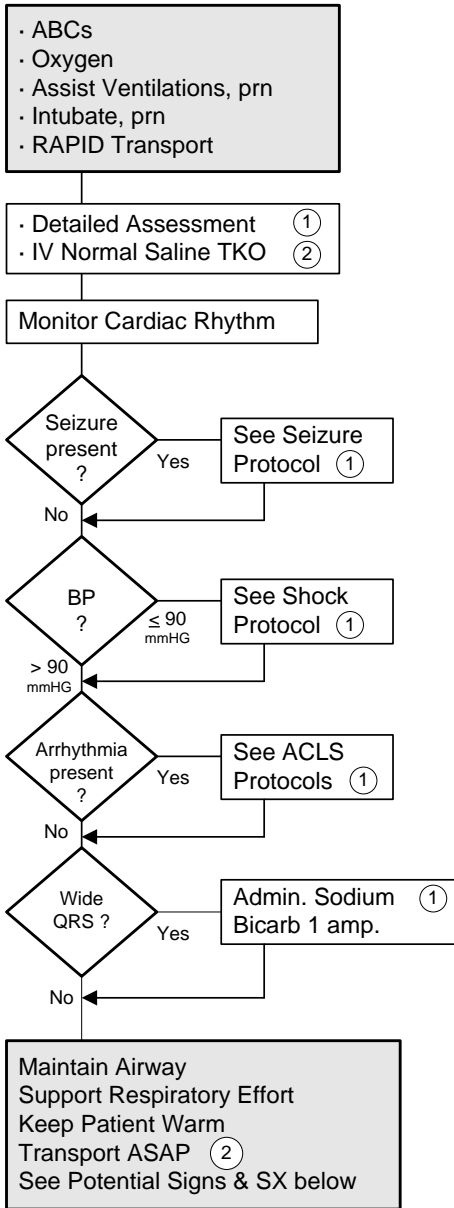 · ABCs
· Oxygen
· Assist Ventilations, prn
· Intubate, prn
· RAPID Transport
· Detailed Assessment 1
· IV Normal Saline TKO 2
Monitor Cardiac Rhythm
Seizure
present
?
Yes
See Seizure
Protocol 1
No
BP
?
≤ 90
mmHG
See Shock
Protocol 1
> 90
mmHG
Arrhythmia
present
?
Yes
See ACLS
Protocols 1
No
Wide
QRS ?
Yes
Admin. Sodium 1
Bicarb 1 amp.
No
Maintain Airway
Support Respiratory Effort
Keep Patient Warm
Transport ASAP 2
See Potential Signs & SX below